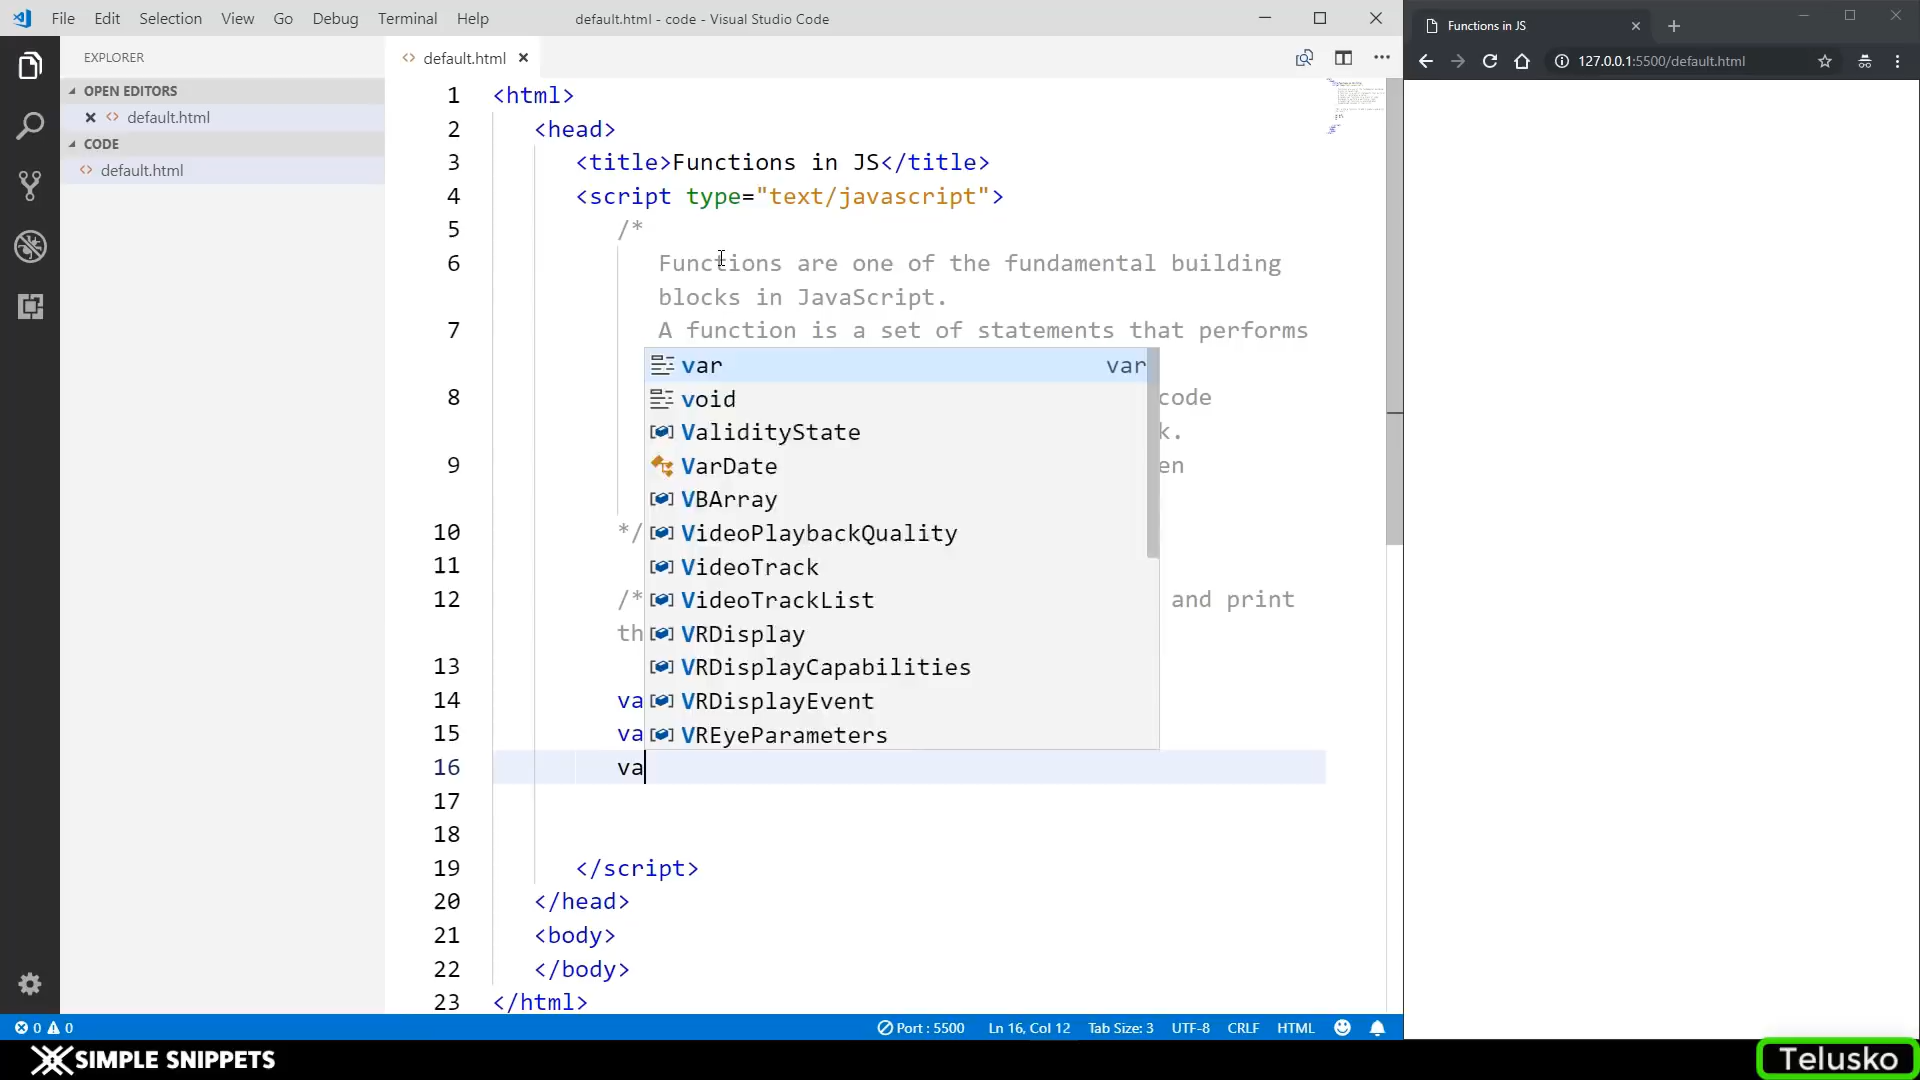 File Edit Selection View Go Debug Terminal Help
default.html - code - Visual Studio Code
Functions in JS
127.0.0.1:5500/default.html
EXPLORER
OPEN EDITORS
default.html
CODE
default.html
default.html
1 <html>
2 <head>
3 <title>Functions in JS</title>
4 <script type="text/javascript">
5 /*
6 Functions are one of the fundamental building
blocks in JavaScript.
7 A function is a set of statements that performs
8 code
k.
9 en
10 */
11
12 /* and print
th
13
14 va
15 va
16 va
17
18
19 </script>
20 </head>
21 <body>
22 </body>
23 </html>
var var
void
ValidityState
VarDate
VBArray
VideoPlaybackQuality
VideoTrack
VideoTrackList
VRDisplay
VRDisplayCapabilities
VRDisplayEvent
VREyeParameters
0 0 Port : 5500 Ln 16, Col 12 Tab Size: 3 UTF-8 CRLF HTML
SIMPLE SNIPPETS
Telusko